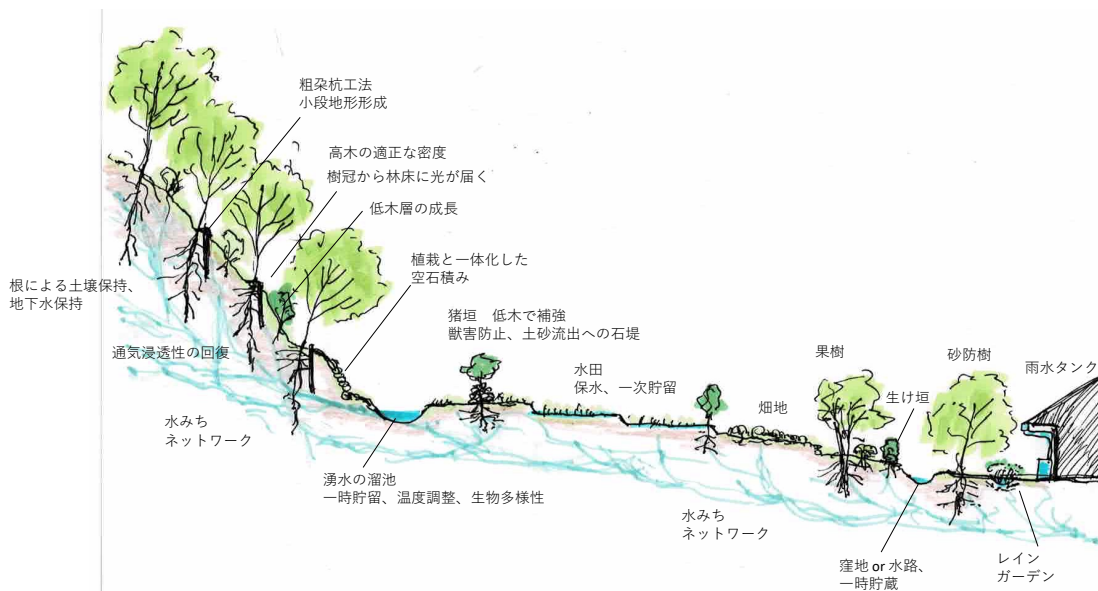 粗朶杭工法
小段地形形成
高木の適正な密度
樹冠から林床に光が届く
低木層の成長
植栽と一体化した
空石積み
根による土壌保持、
地下水保持
猪垣　低木で補強
獣害防止、土砂流出への石堤
通気浸透性の回復
水田
保水、一次貯留
果樹
砂防樹
雨水タンク
生け垣
畑地
水みち
ネットワーク
湧水の溜池
一時貯留、温度調整、生物多様性
水みち
ネットワーク
窪地 or 水路、
一時貯蔵
レイン
ガーデン